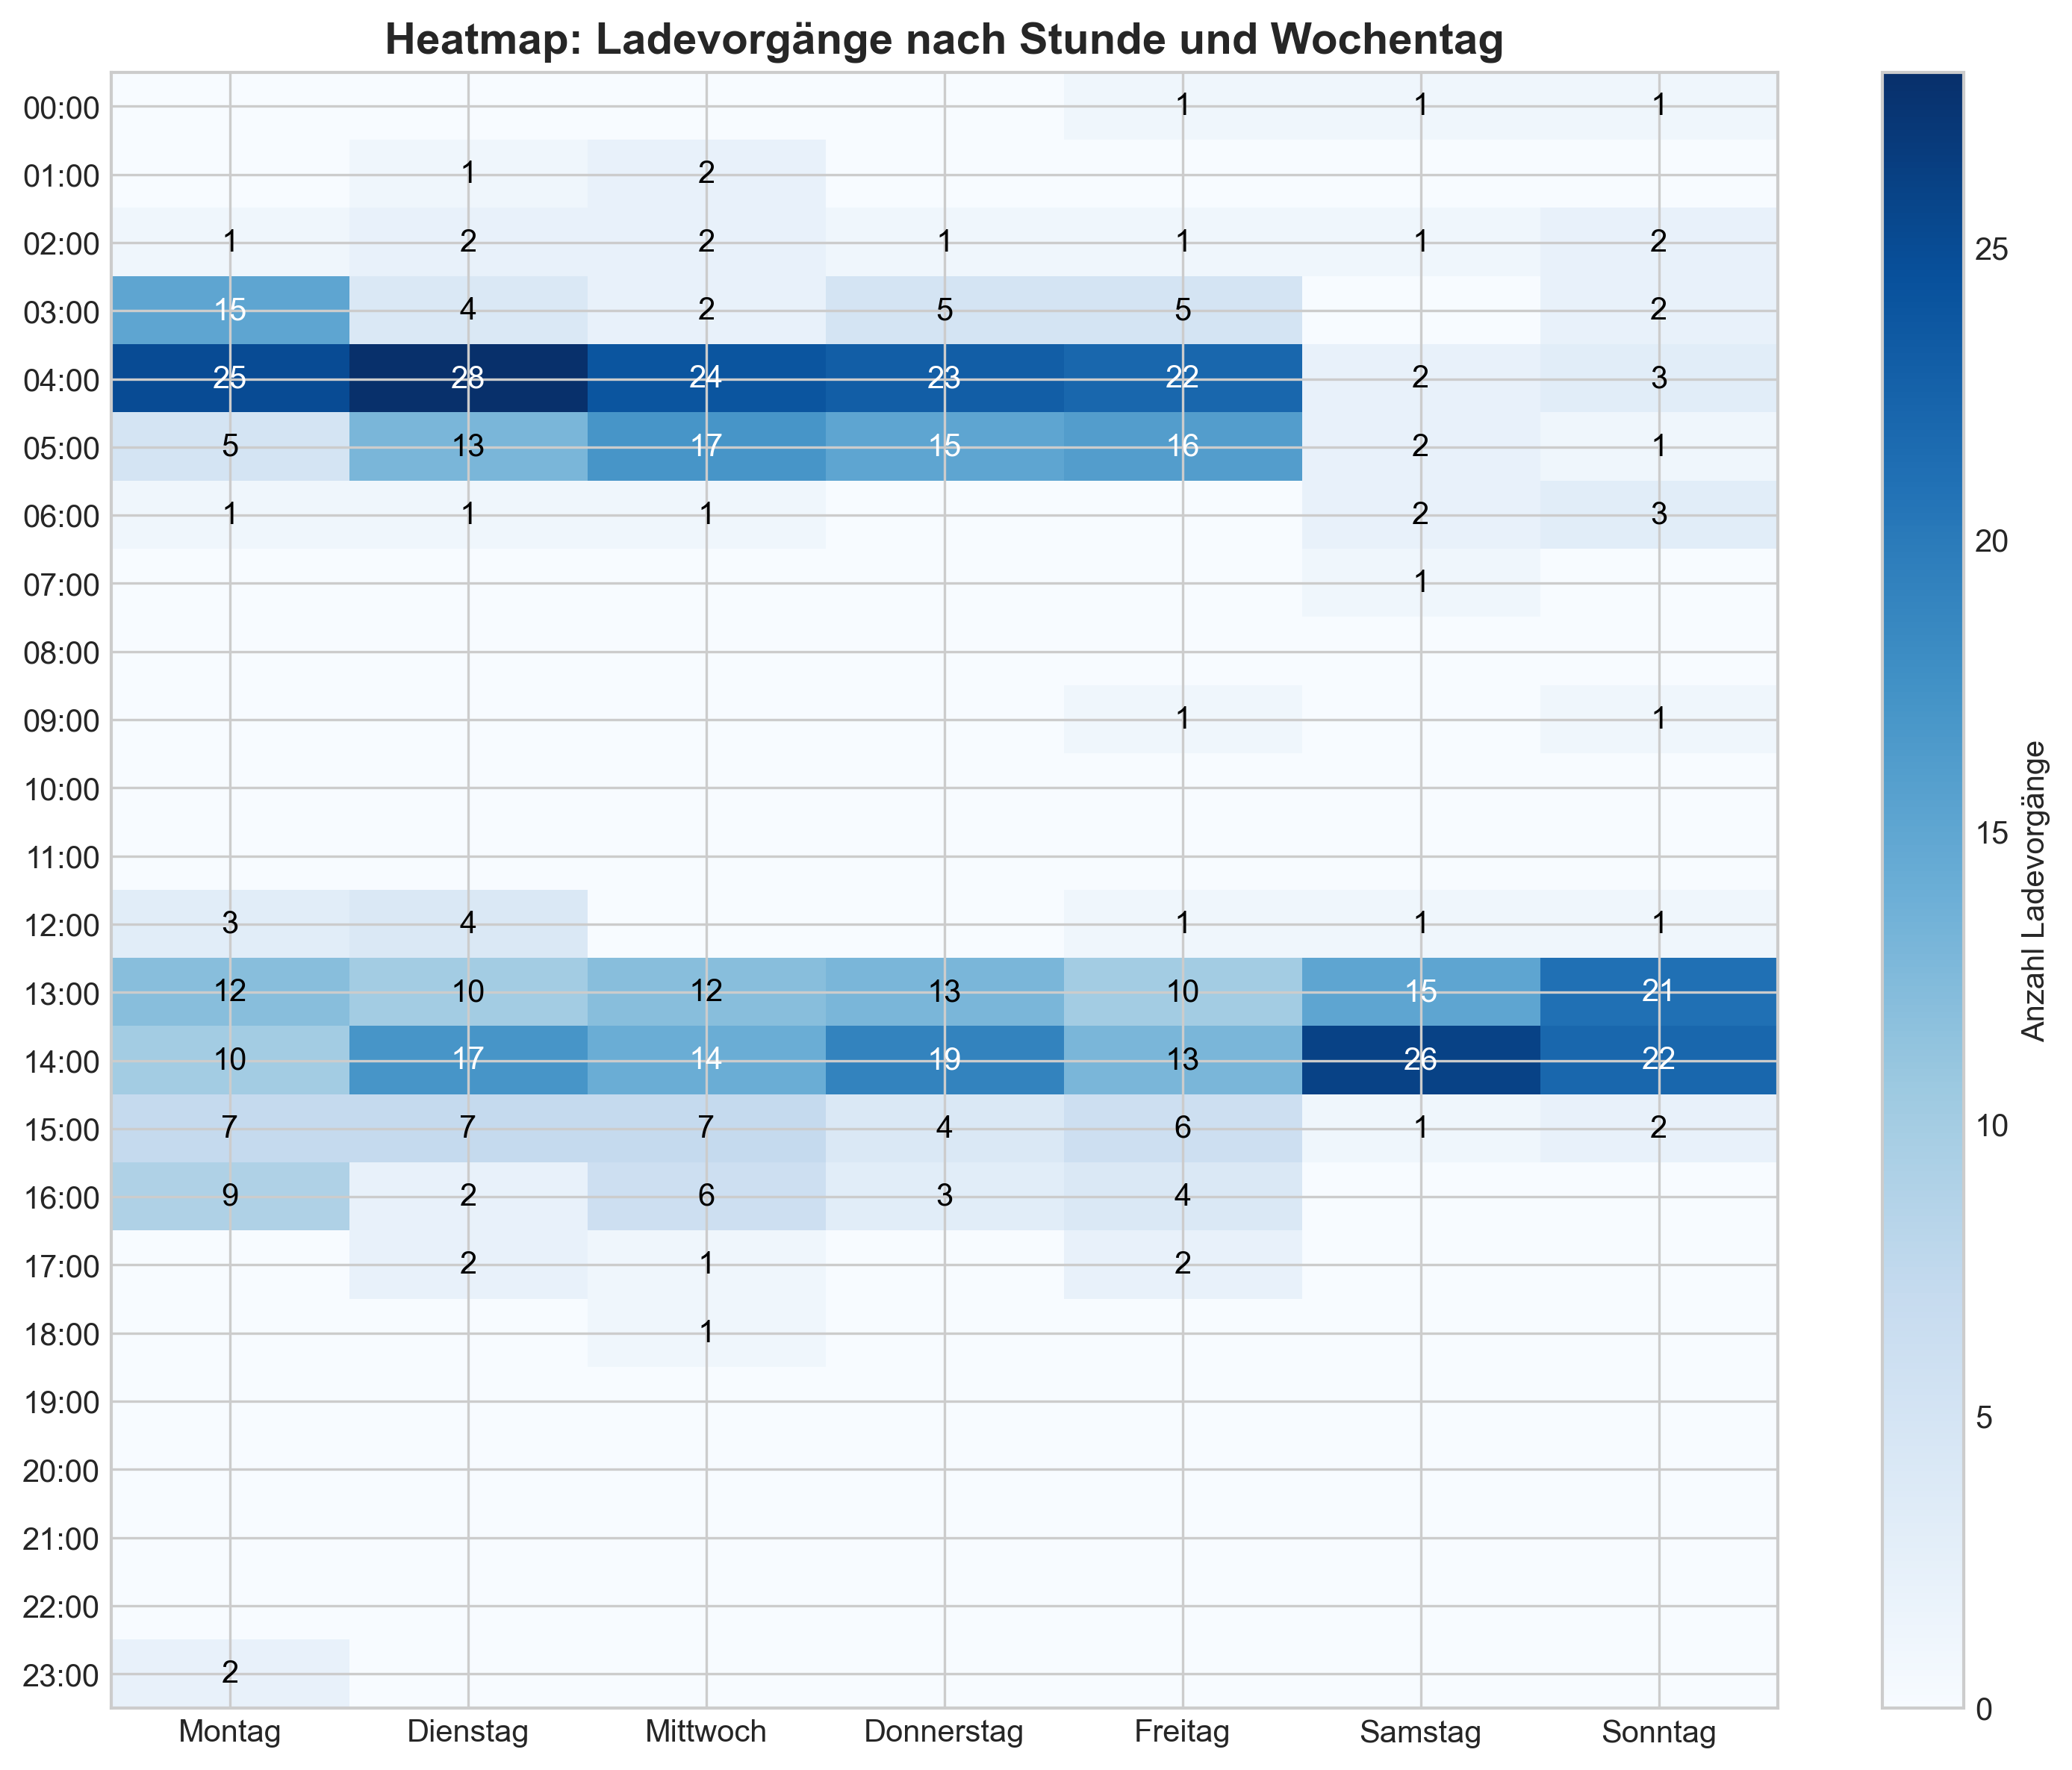 Heatmap: Ladevorgänge nach Stunde und Wochentag
00:00 1 1 1
01:00 1 2
02:00 1 2 2 1 1 1 2
03:00 15 4 2 5 5 2
04:00 25 28 24 23 22 2 3
05:00 5 13 17 15 16 2 1
06:00 1 1 1 2 3
07:00 1
08:00
09:00 1 1
10:00
11:00
12:00 3 4 1 1 1
13:00 12 10 12 13 10 15 21
14:00 10 17 14 19 13 26 22
15:00 7 7 7 4 6 1 2
16:00 9 2 6 3 4
17:00 2 1 2
18:00 1
19:00
20:00
21:00
22:00
23:00 2
Montag Dienstag Mittwoch Donnerstag Freitag Samstag Sonntag
25
20
15
10
5
0
Anzahl Ladevorgänge